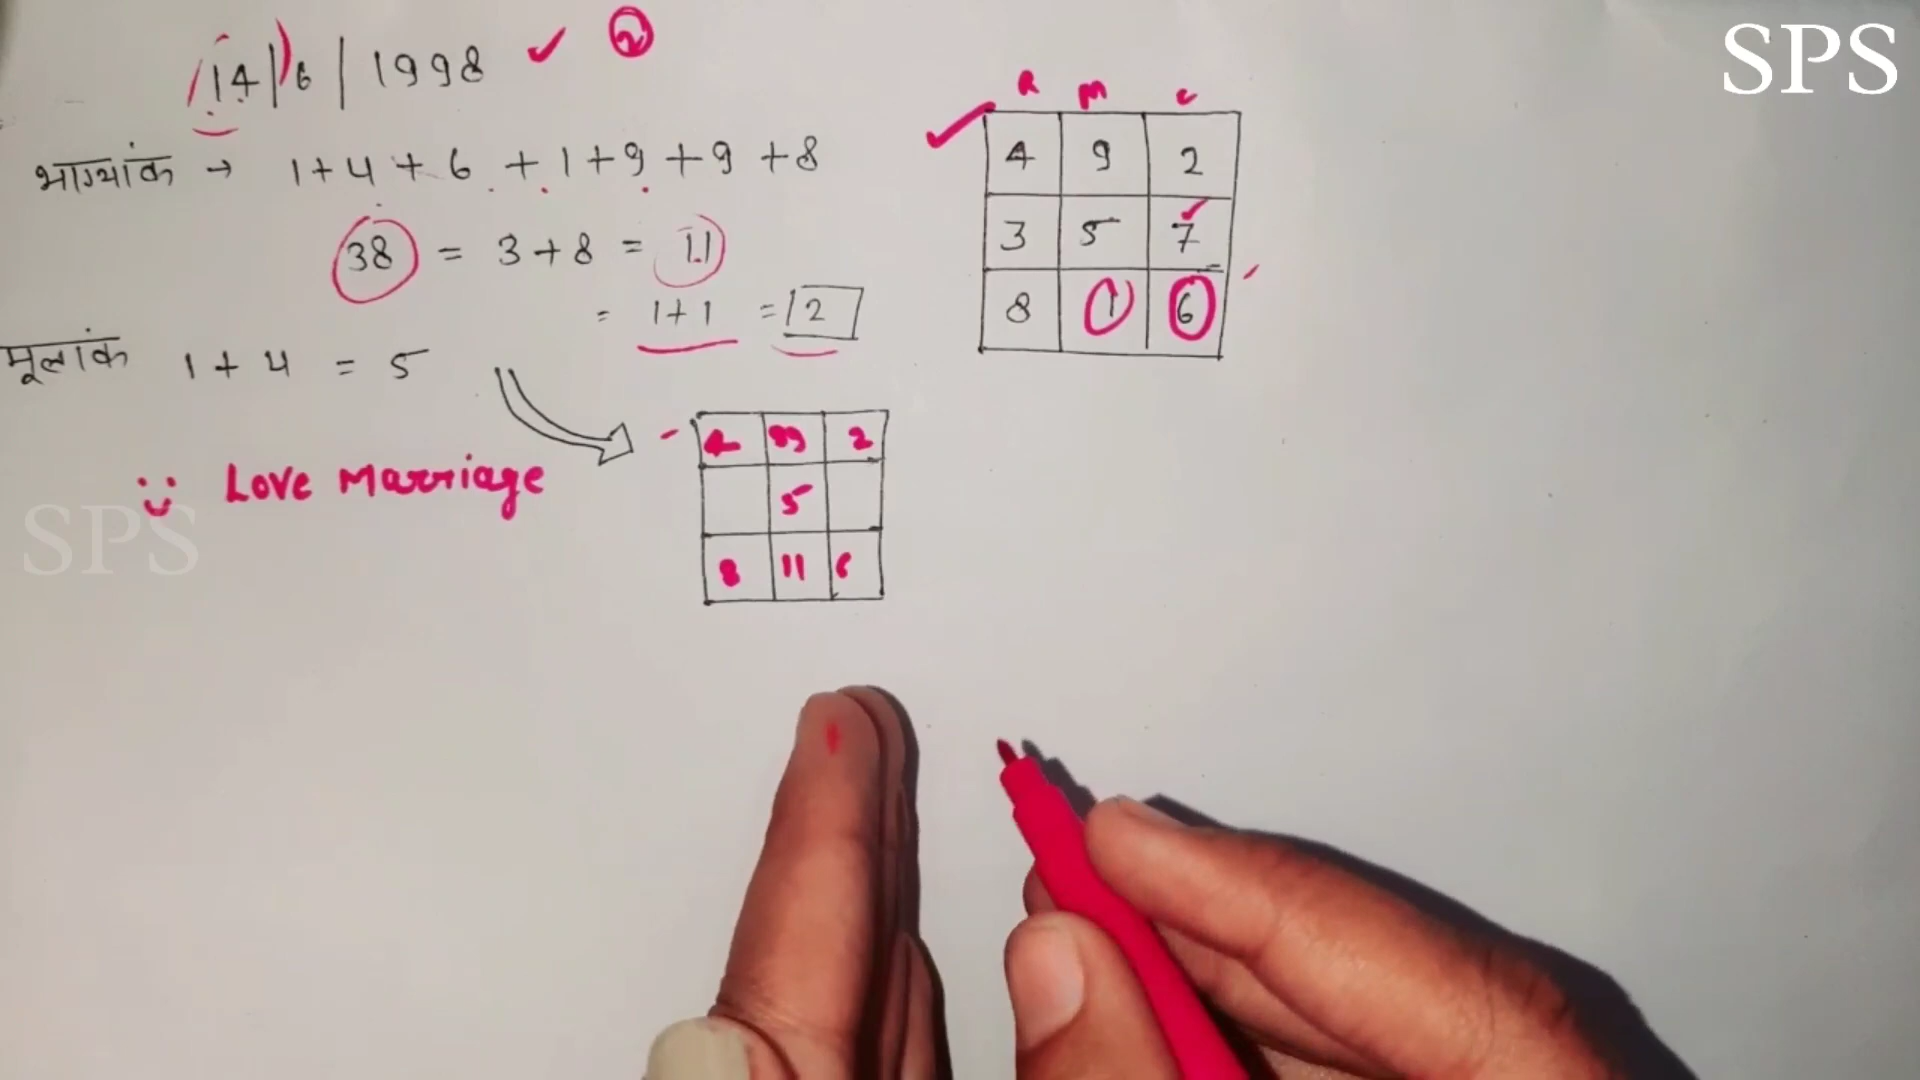 SPS
14/6/1998 ✓ 2
भाग्यांक → 1+4+6+1+9+9+8
38 = 3+8 = 11
= 1+1 = 2
मूलांक 1+4 = 5
Love Marriage
SPS
R M C
4 9 2
3 5 7
8 1 6
4 99 2
5
8 11 6